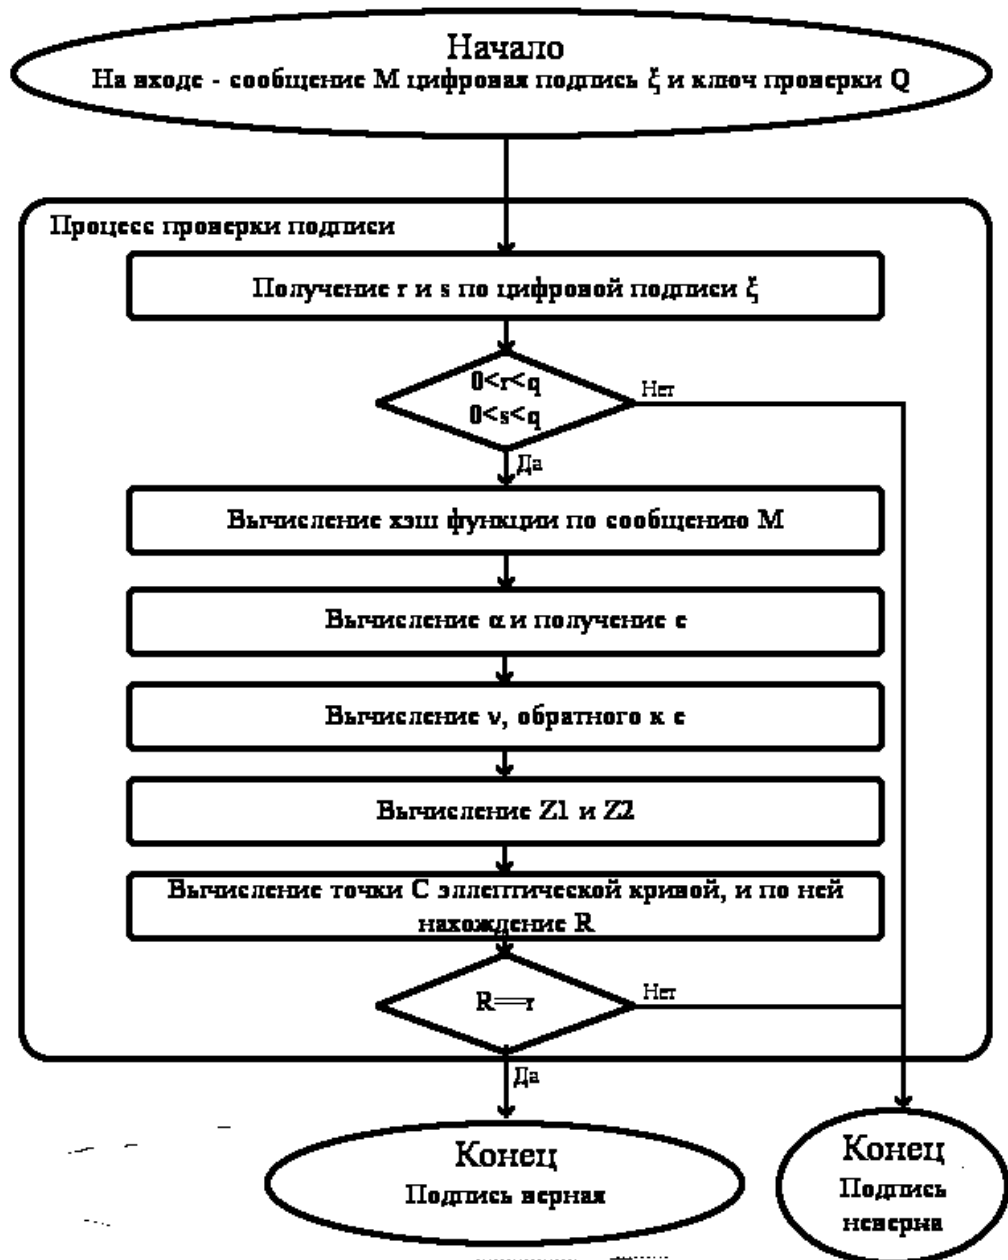 Начало
На входе - сообщение М цифровая подпись ξ и ключ проверки Q
Процесс проверки подписи
Получение r и s по цифровой подписи ξ
0<r<q
Нет
0<s<q
Да
Вычисление хэш функции по сообщению М
Вычисление α и получение e
Вычисление v, обратного к e
Вычисление Z1 и Z2
Вычисление точки С эллептической кривой, и по ней
нахождение R
R==r
Нет
Да
Конец
Подпись верная
Конец
Подпись
неверна